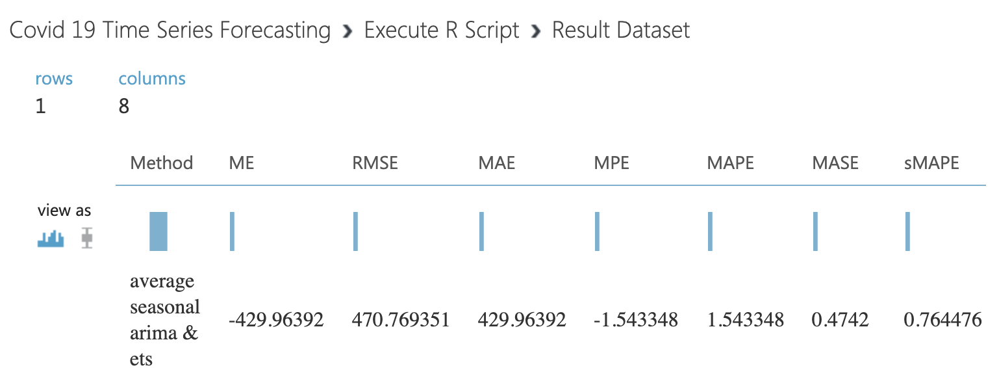 Covid 19 Time Series Forecasting › Execute R Script › Result Dataset
rows columns
1 8
Method ME RMSE MAE MPE MAPE MASE sMAPE
view as
average
seasonal
arima &
ets
-429.96392 470.769351 429.96392 -1.543348 1.543348 0.4742 0.764476